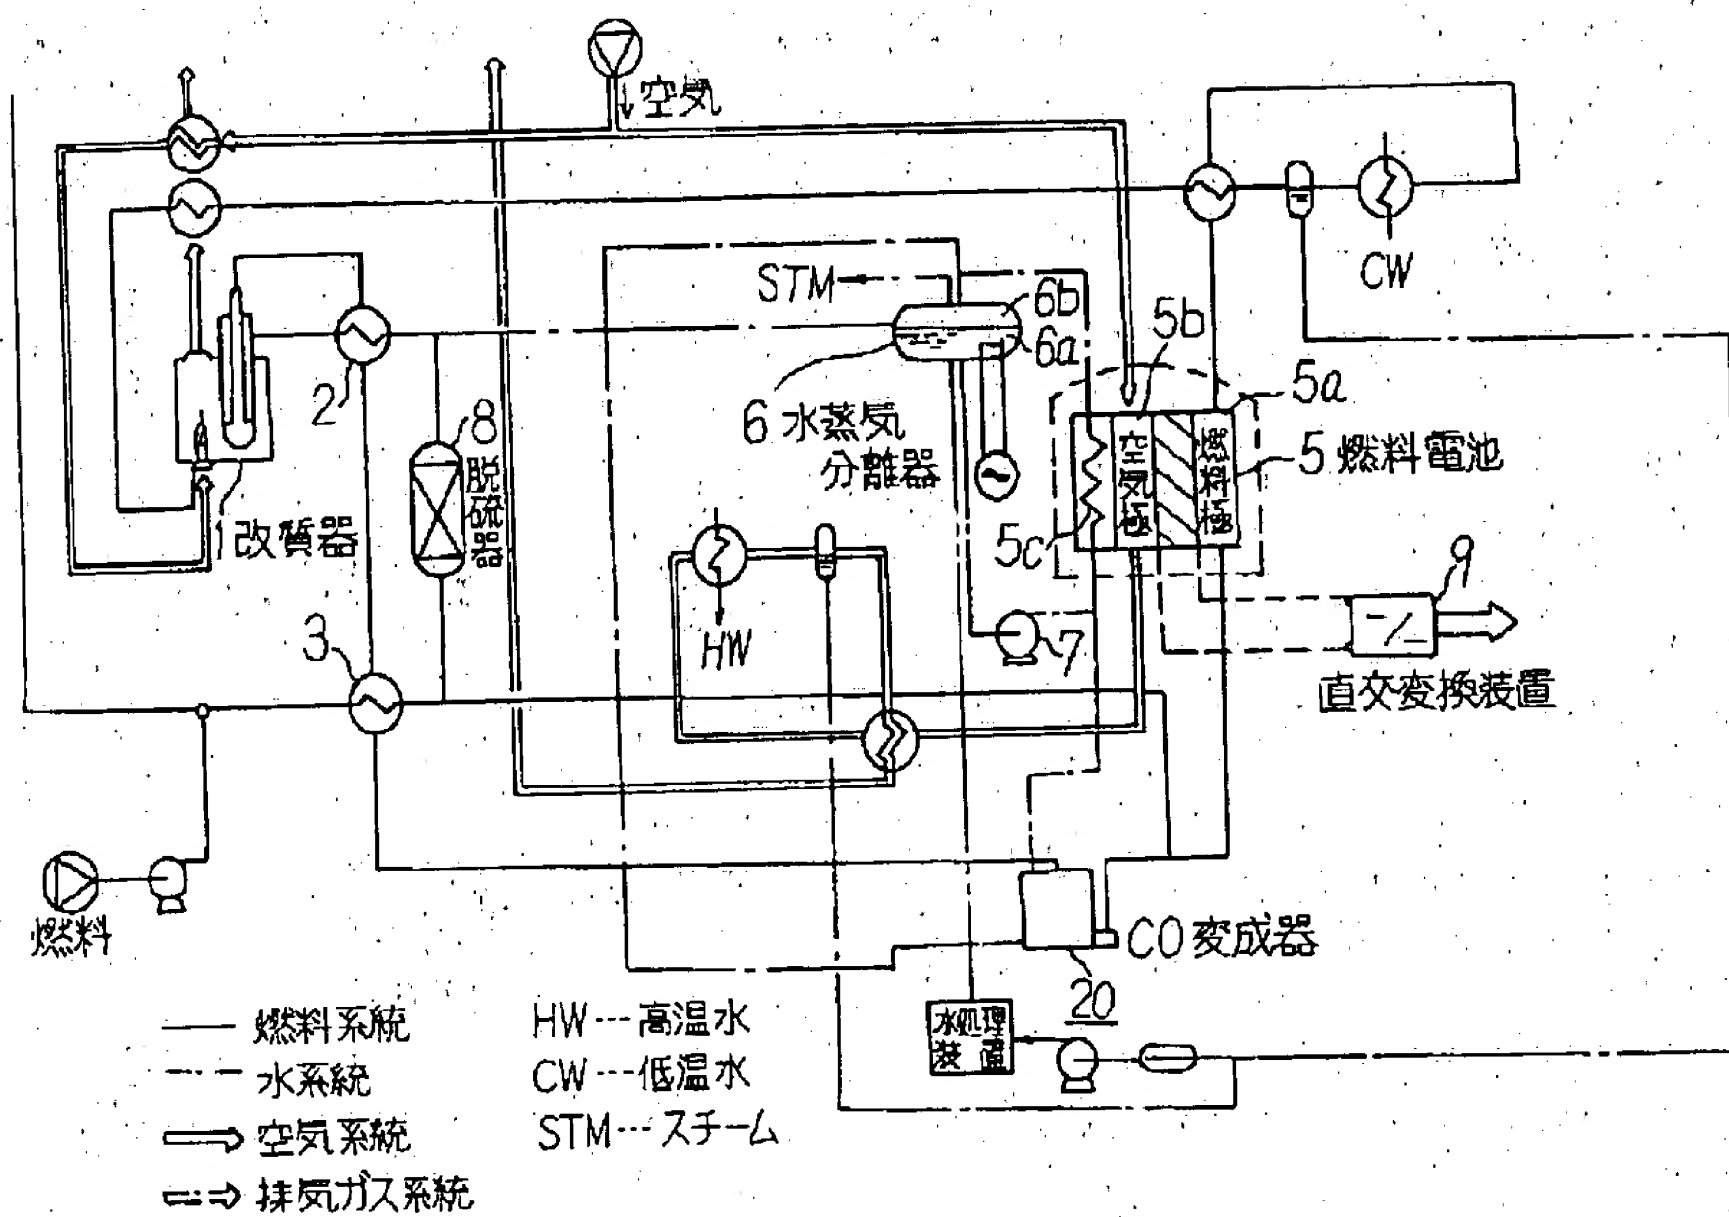 空気
CW
STM
6b
6a
5b
5a
2
8
脱硫器
6 水蒸気
分離器
空気極
燃料極
5 燃料電池
5c
1 改質器
9
3
HW
7
直交変換装置
燃料
CO変成器
20
水処理
装置
燃料系統
水系統
空気系統
排気ガス系統
HW…高温水
CW…低温水
STM…スチーム